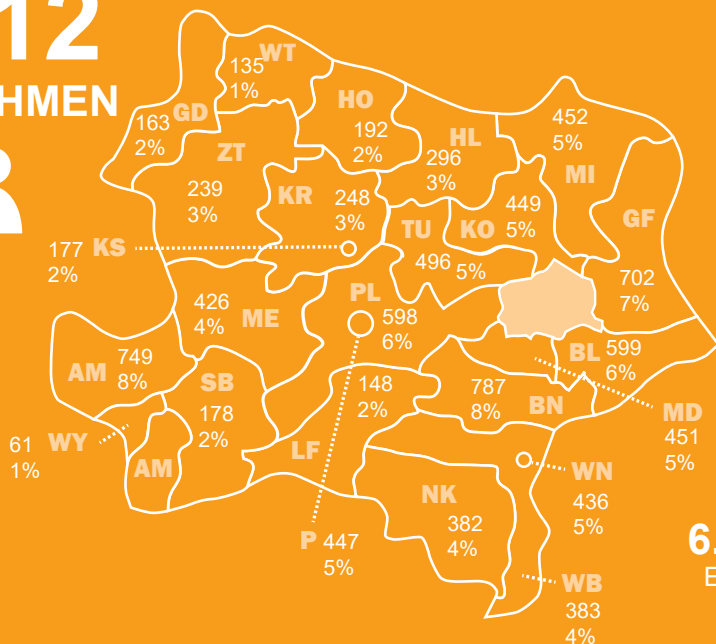 12
HMEN
WT
135
1%
GD
163
2%
HO
192
2%
ZT
239
3%
HL
296
3%
452
5%
MI
KR
248
3%
TU
KO
449
5%
GF
496 5%
702
7%
177 KS
2%
426
4%
ME
PL
598
6%
AM
749
8%
SB
178
2%
148
2%
BL 599
6%
787
8%
BN
MD
451
5%
61 WY
1%
AM
LF
WN
436
5%
NK
382
4%
P 447
5%
6.
E
WB
383
4%